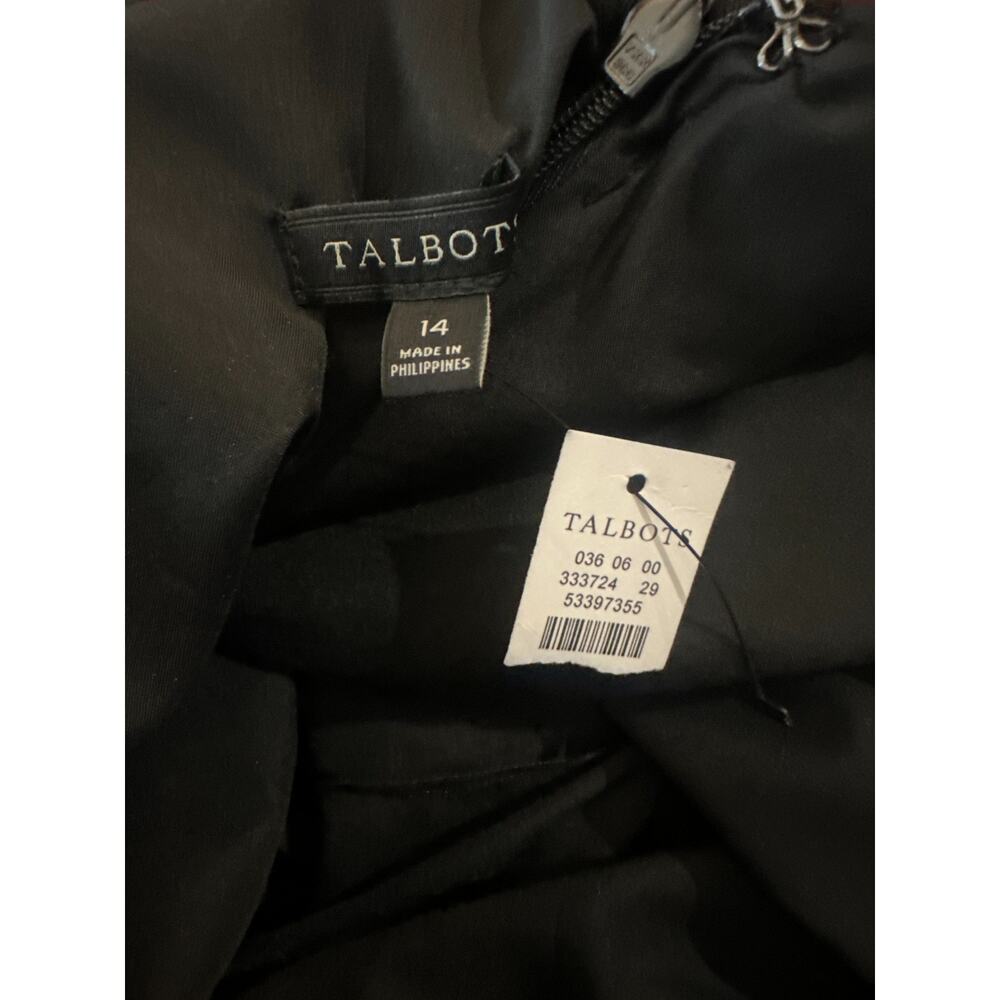 TALBOTS
14
MADE IN
PHILIPPINES
TALBOTS
036 06 00
333724 29
53397355